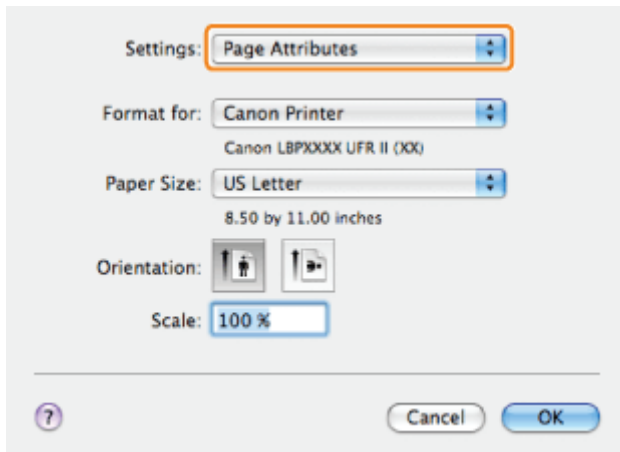 Settings: Page Attributes
Format for: Canon Printer
Canon LBPXXXX UFR II (XX)
Paper Size: US Letter
8.50 by 11.00 inches
Orientation:
Scale: 100 %
? Cancel OK